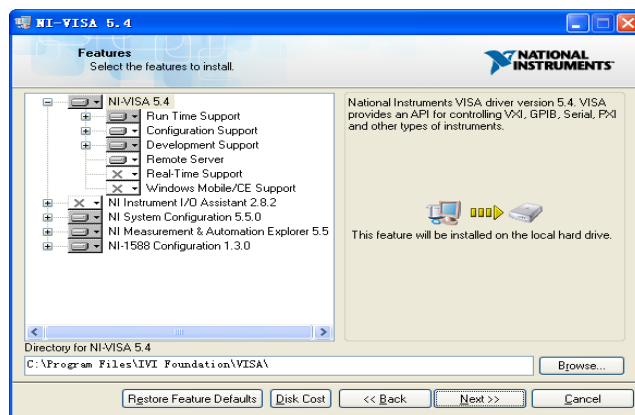 NI-VISA 5.4
Features
Select the features to install.
NATIONAL
INSTRUMENTS
NI-VISA 5.4
Run Time Support
Configuration Support
Development Support
Remote Server
Real-Time Support
Windows Mobile/CE Support
NI Instrument I/O Assistant 2.8.2
NI System Configuration 5.5.0
NI Measurement & Automation Explorer 5.5
NI-1588 Configuration 1.3.0
National Instruments VISA driver version 5.4. VISA
provides an API for controlling VXI, GPIB, Serial, PXI
and other types of instruments.
This feature will be installed on the local hard drive.
Directory for NI-VISA 5.4
C:\Program Files\IVI Foundation\VISA\
Browse...
Restore Feature Defaults
Disk Cost
<< Back
Next >>
Cancel